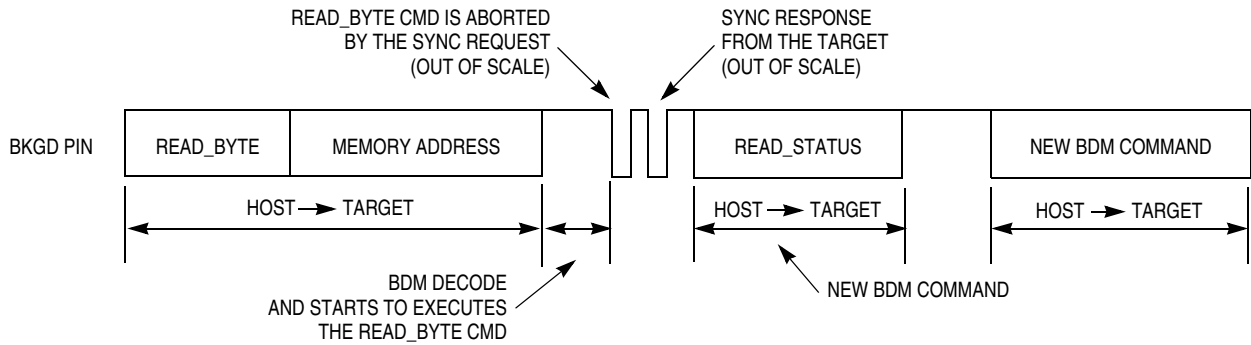 READ_BYTE CMD IS ABORTED
BY THE SYNC REQUEST
(OUT OF SCALE)
SYNC RESPONSE
FROM THE TARGET
(OUT OF SCALE)
BKGD PIN
READ_BYTE
MEMORY ADDRESS
READ_STATUS
NEW BDM COMMAND
HOST TARGET
HOST TARGET
HOST TARGET
BDM DECODE
AND STARTS TO EXECUTES
THE READ_BYTE CMD
NEW BDM COMMAND